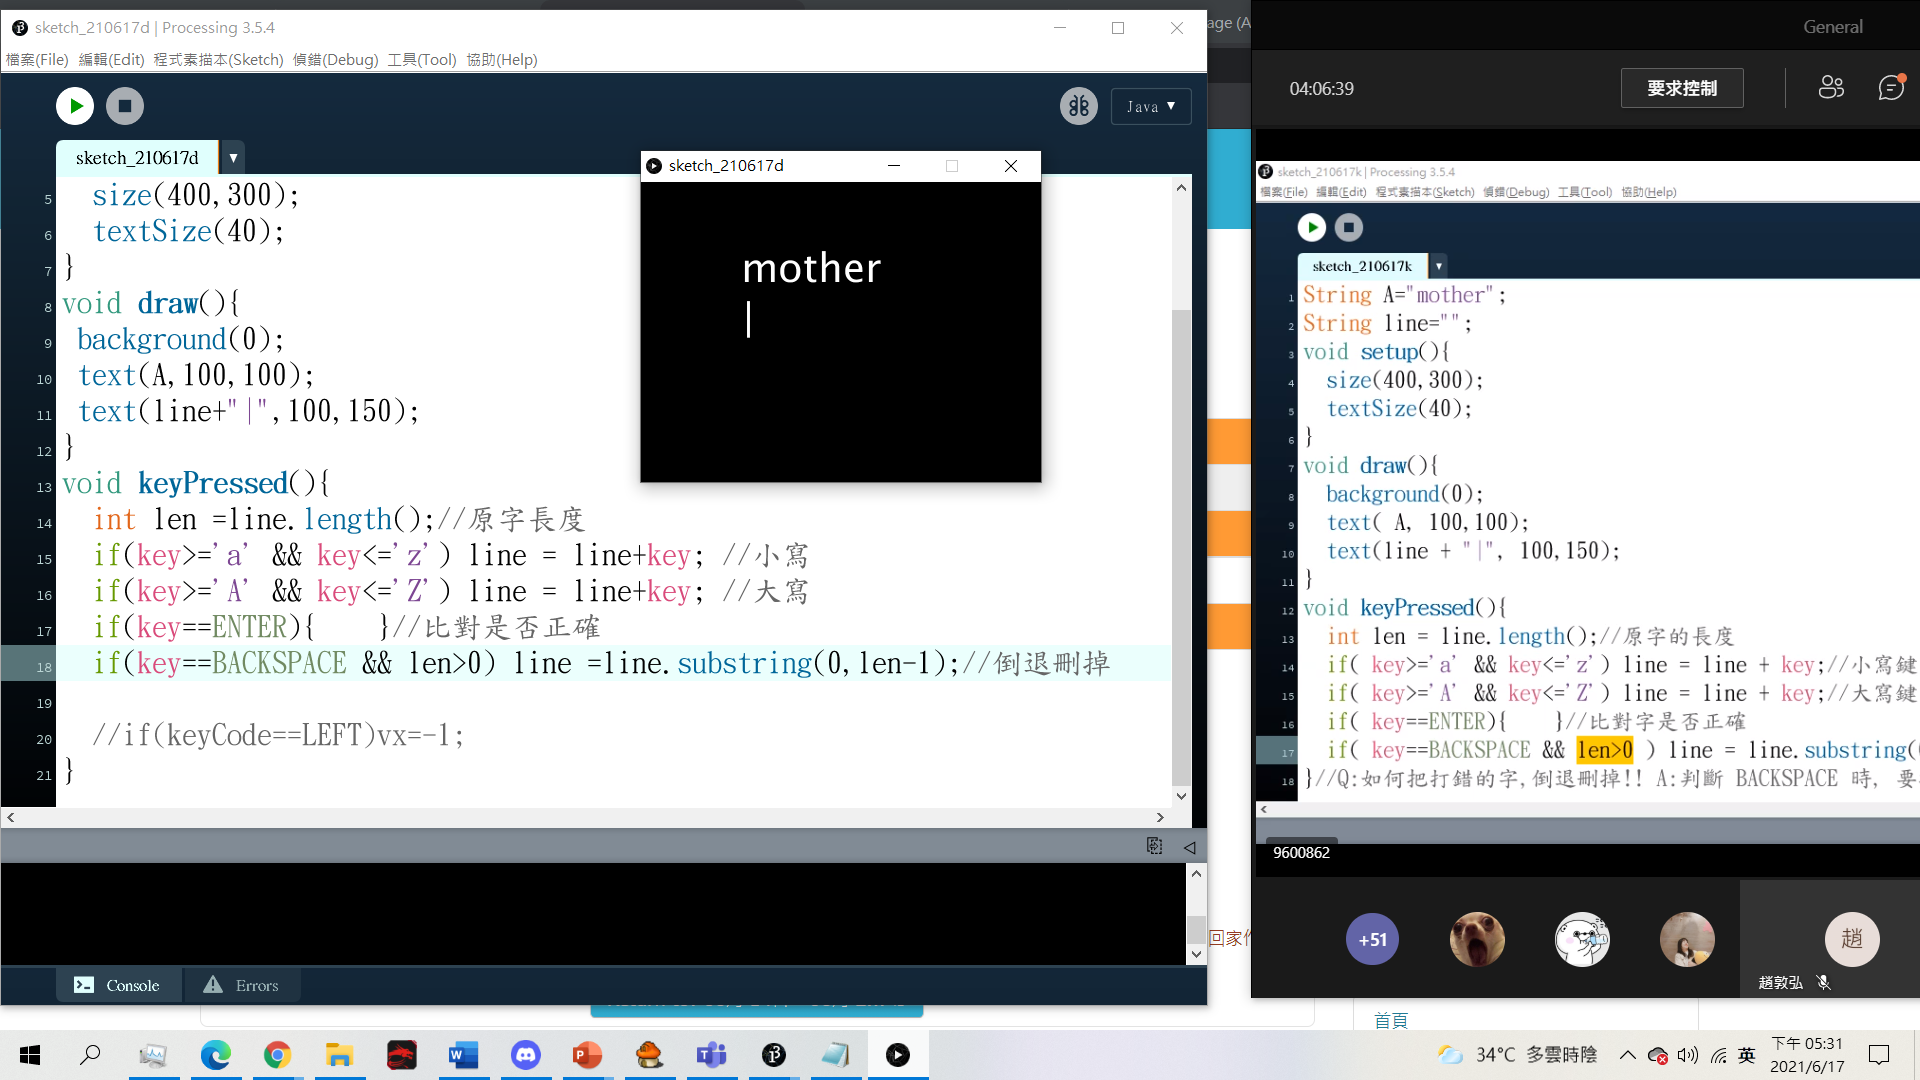 sketch_210617d | Processing 3.5.4
檔案(File) 編輯(Edit) 程式素描本(Sketch) 偵錯(Debug) 工具(Tool) 協助(Help)
Java ▼
sketch_210617d ▼
5 size(400,300);
6 textSize(40);
7 }
8 void draw(){
9 background(0);
10 text(A,100,100);
11 text(line+"|",100,150);
12 }
13 void keyPressed(){
14 int len =line.length();//原字長度
15 if(key>='a' && key<='z') line = line+key; //小寫
16 if(key>='A' && key<='Z') line = line+key; //大寫
17 if(key==ENTER){    }//比對是否正確
18 if(key==BACKSPACE && len>0) line =line.substring(0,len-1);//倒退刪掉
19
20 //if(keyCode==LEFT)vx=-1;
21 }
Console
Errors
sketch_210617d
mother
|
age (A
General
04:06:39
要求控制
sketch_210617k | Processing 3.5.4
檔案(File) 編輯(Edit) 程式素描本(Sketch) 偵錯(Debug) 工具(Tool) 協助(Help)
sketch_210617k ▼
1 String A="mother";
2 String line="";
3 void setup(){
4 size(400,300);
5 textSize(40);
6 }
7 void draw(){
8 background(0);
9 text( A, 100,100);
10 text(line + "|", 100,150);
11 }
12 void keyPressed(){
13 int len = line.length();//原字的長度
14 if( key>='a' && key<='z') line = line + key;//小寫鍵
15 if( key>='A' && key<='Z') line = line + key;//大寫鍵
16 if( key==ENTER){    }//比對字是否正確
17 if( key==BACKSPACE && len>0 ) line = line.substring(
18 }//Q:如何把打錯的字,倒退刪掉!! A:判斷 BACKSPACE 時, 要
9600862
+51
趙
趙敦弘
回家作
首頁
34°C 多雲時陰
英
下午 05:31
2021/6/17